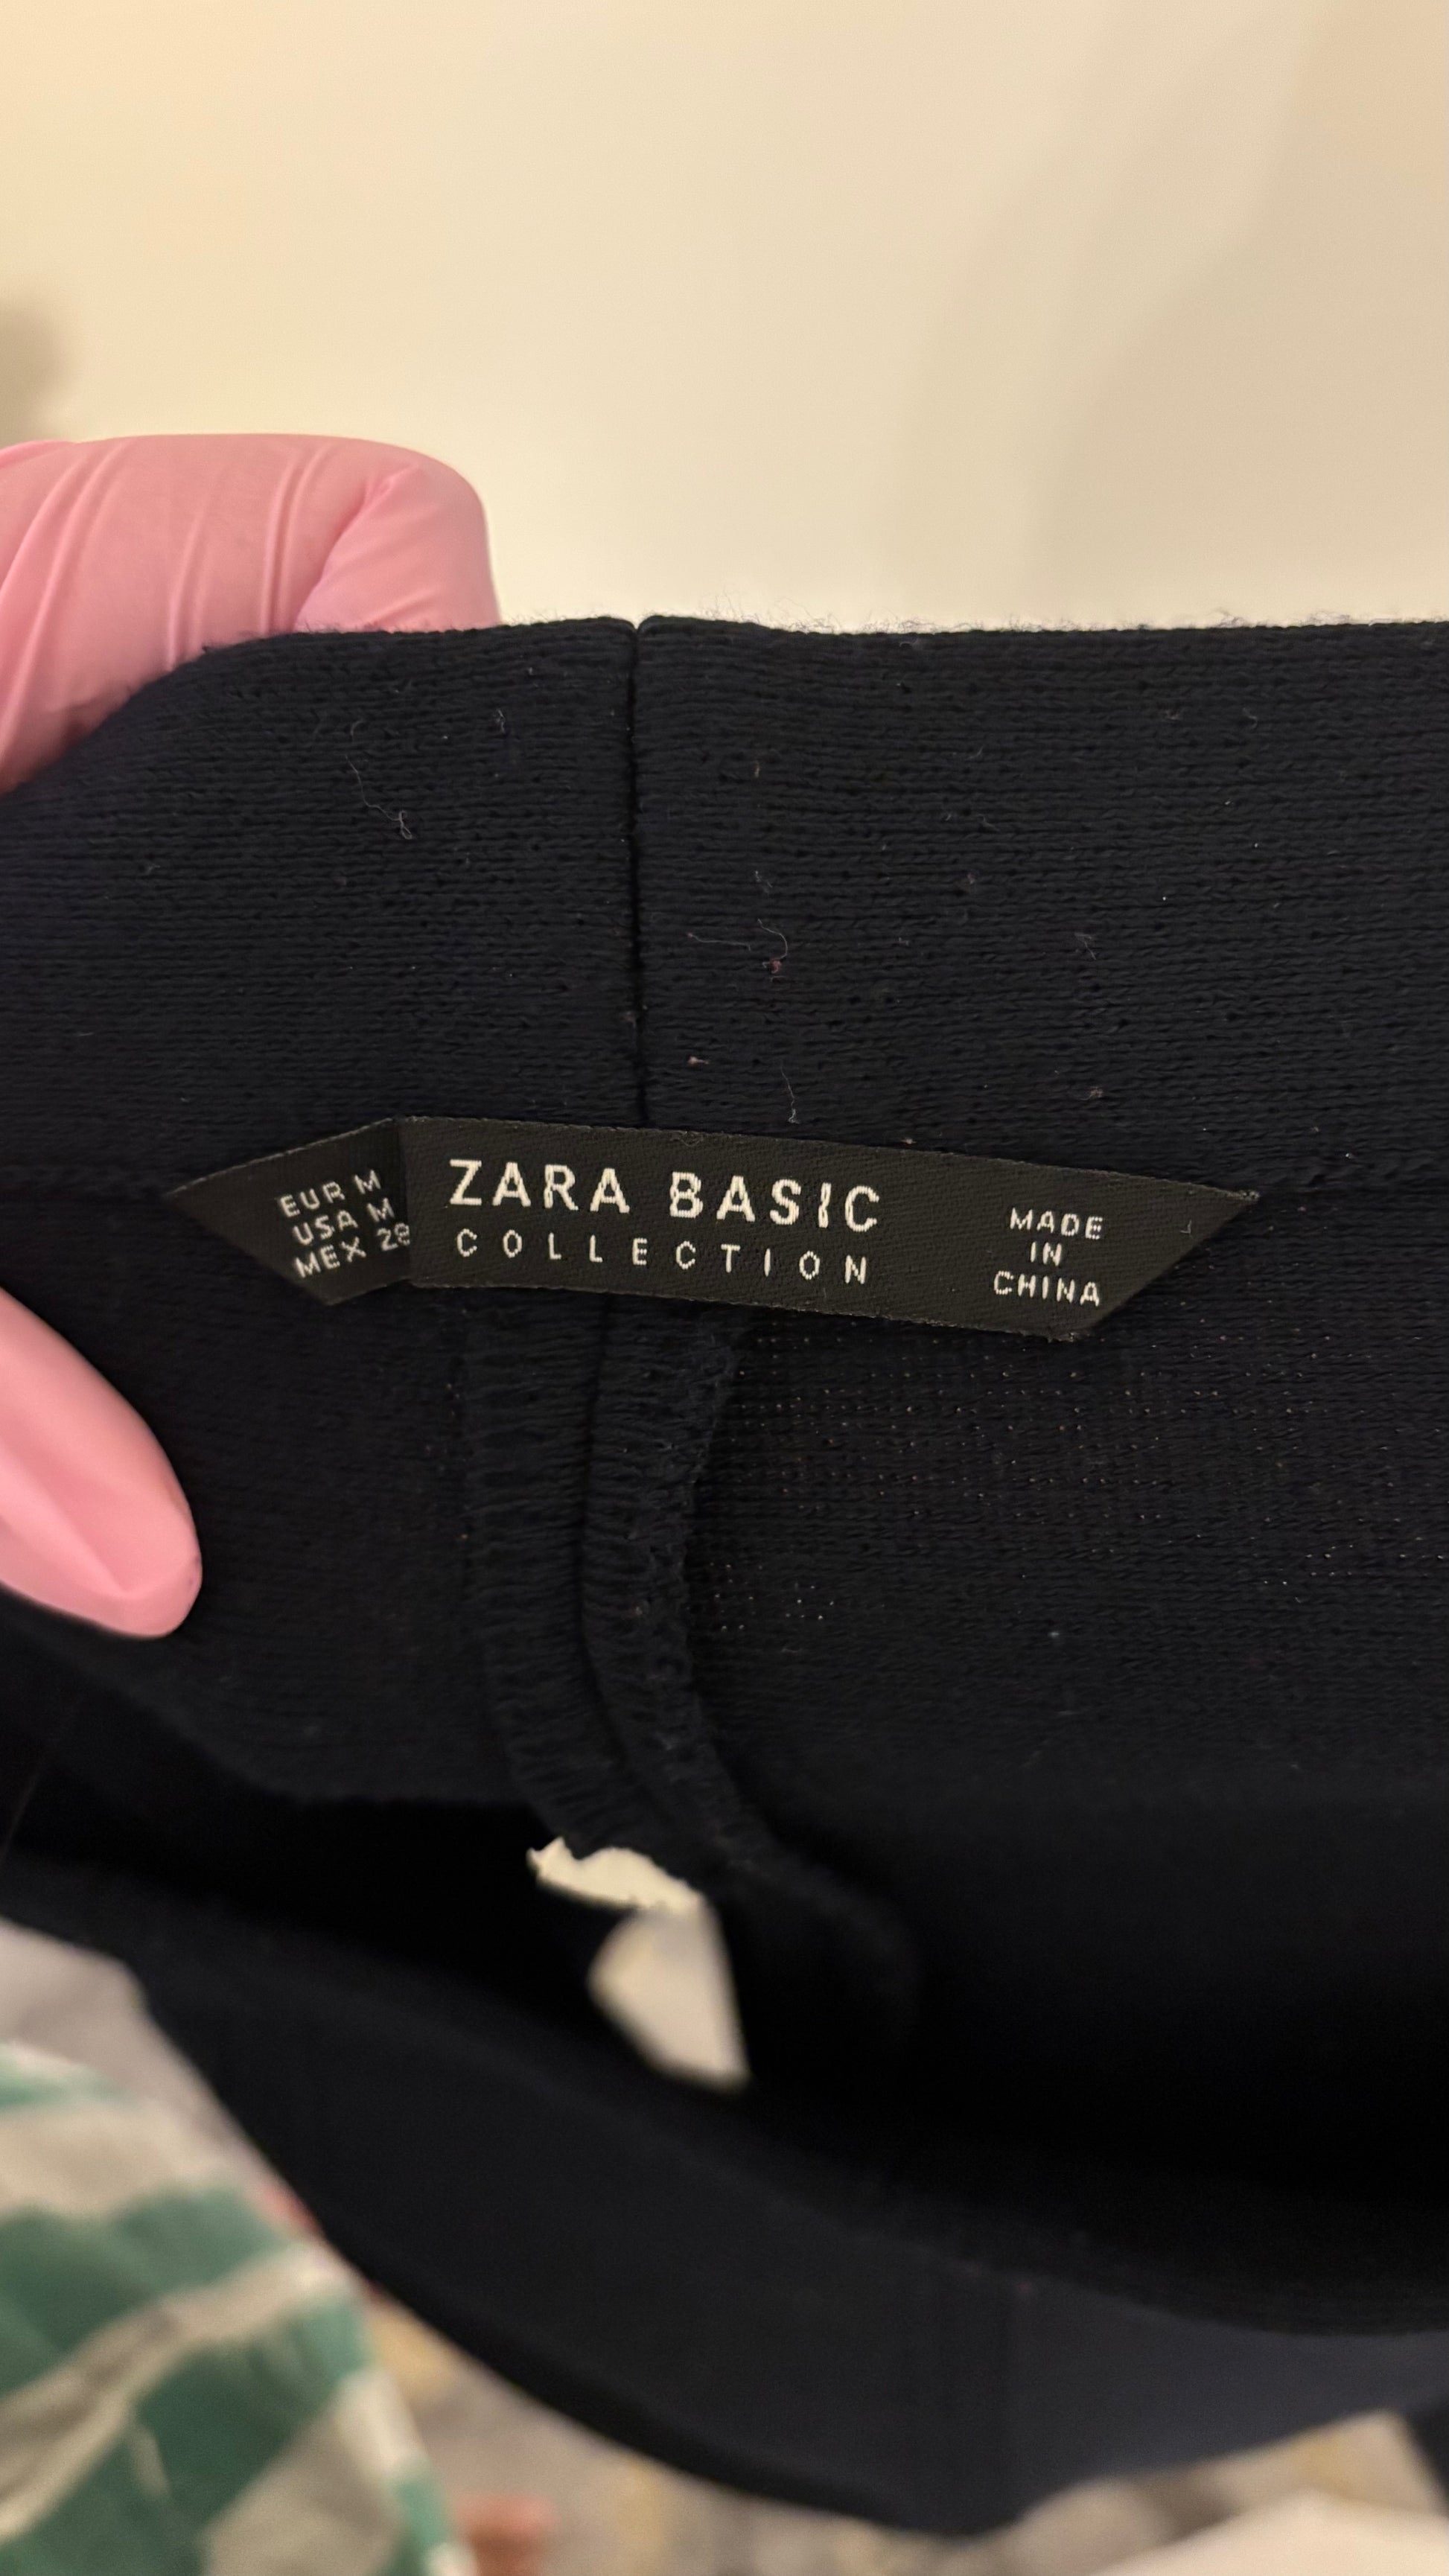 EUR M
USA M
MEX 28
ZARA BASIC
COLLECTION
MADE
IN
CHINA